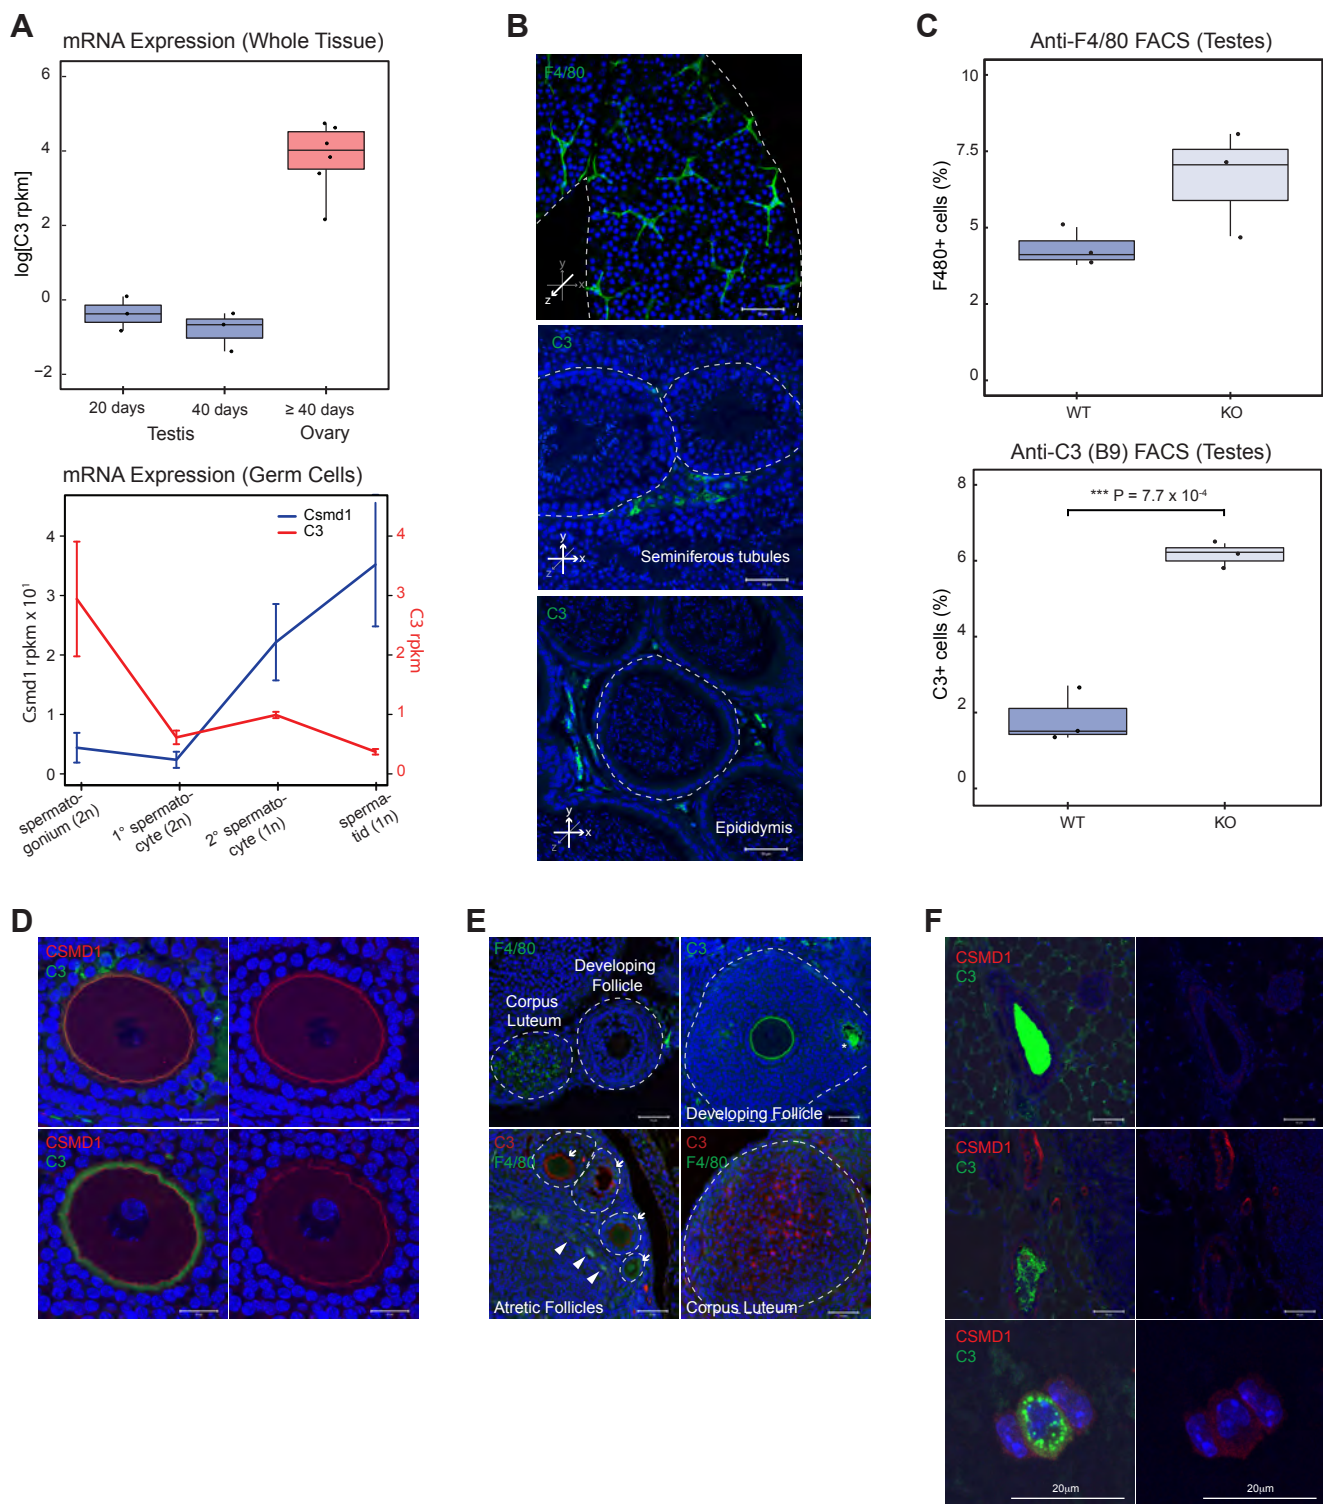 A
mRNA Expression (Whole Tissue)
log[C3 rpkm]
6
4
2
0
−2
20 days
40 days
≥ 40 days
Testis
Ovary
mRNA Expression (Germ Cells)
Csmd1
C3
Csmd1 rpkm x 10¹
4
3
2
1
0
C3 rpkm
4
3
2
1
0
spermato-
gonium (2n)
1° spermato-
cyte (2n)
2° spermato-
cyte (1n)
sperma-
tid (1n)
B
F4/80
y
x
z
C3
y
x
z
Seminiferous tubules
C3
y
x
z
Epididymis
C
Anti-F4/80 FACS (Testes)
F480+ cells (%)
10
7.5
5
2
0
WT
KO
Anti-C3 (B9) FACS (Testes)
*** P = 7.7 x 10⁻⁴
C3+ cells (%)
8
6
4
2
0
WT
KO
D
CSMD1
C3
CSMD1
C3
E
F4/80
Developing
Follicle
Corpus
Luteum
C3
*
Developing Follicle
C3
F4/80
Atretic Follicles
C3
F4/80
Corpus Luteum
F
CSMD1
C3
CSMD1
C3
CSMD1
C3
20μm
20μm